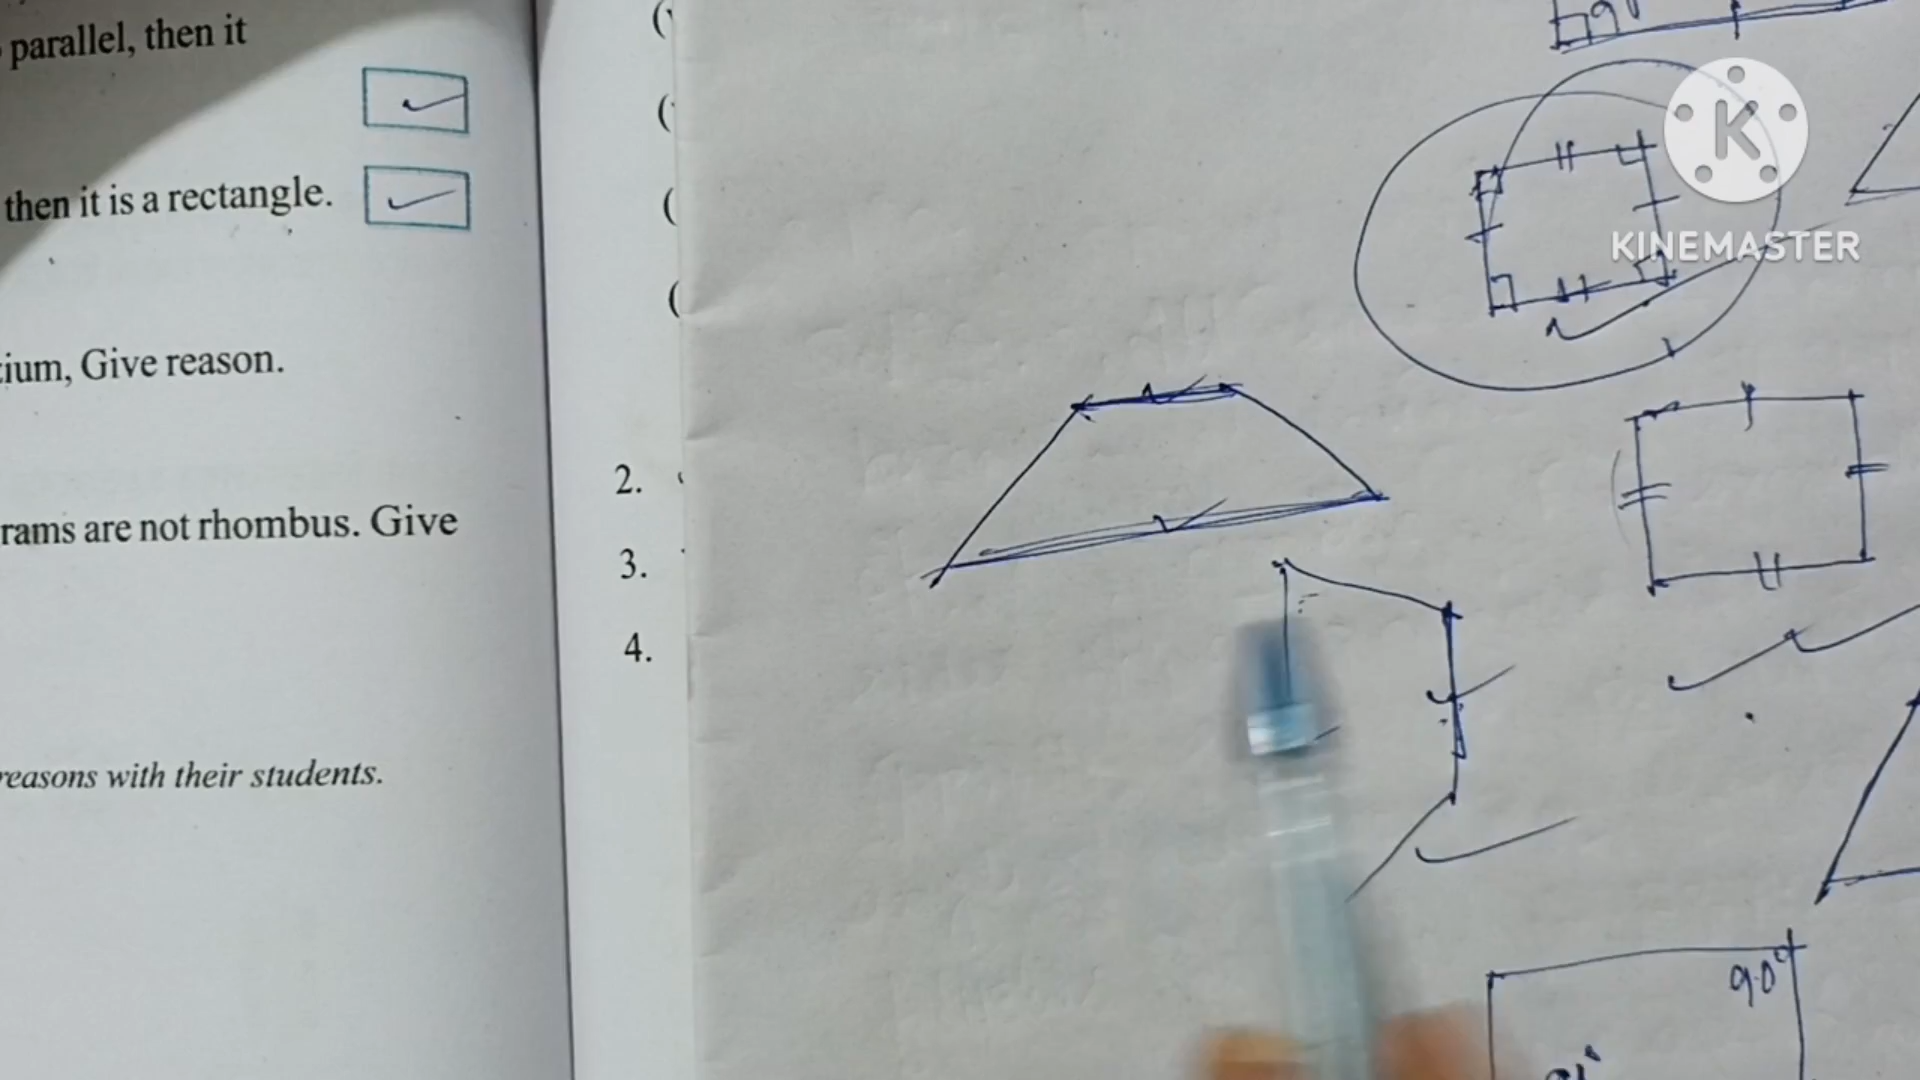 parallel, then it
then it is a rectangle.
ium, Give reason.
rams are not rhombus. Give
reasons with their students.
(
(
(
(
2.
3.
4.
K
KINEMASTER
90°